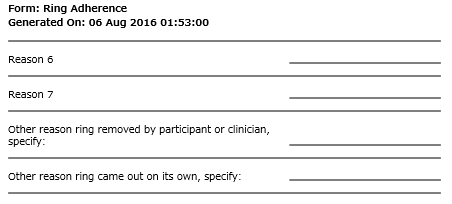 Form: Ring Adherence
Generated On: 06 Aug 2016 01:53:00
Reason 6
Reason 7
Other reason ring removed by participant or clinician,
specify:
Other reason ring came out on its own, specify: